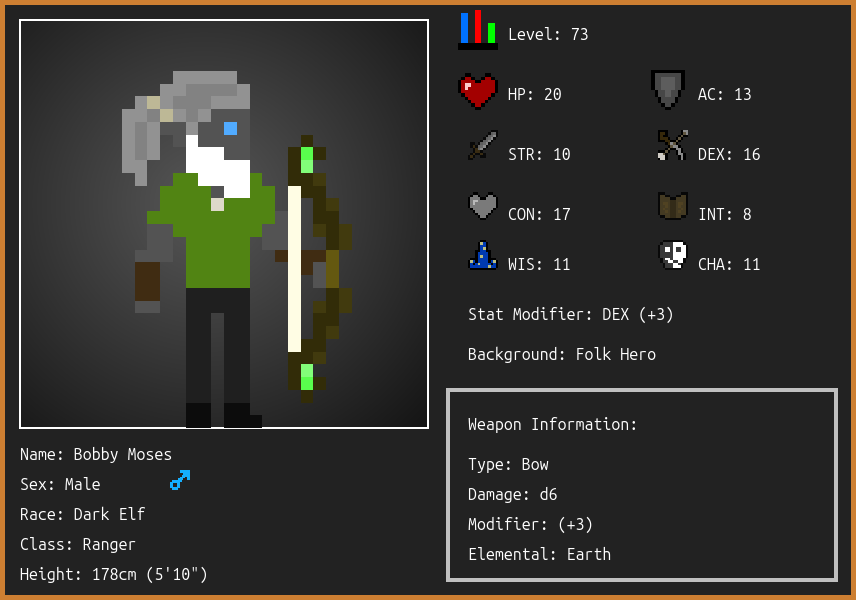 Level: 73
HP: 20
AC: 13
STR: 10
DEX: 16
CON: 17
INT: 8
WIS: 11
CHA: 11
Stat Modifier: DEX (+3)
Background: Folk Hero
Weapon Information:
Type: Bow
Damage: d6
Modifier: (+3)
Elemental: Earth
Name: Bobby Moses
Sex: Male
Race: Dark Elf
Class: Ranger
Height: 178cm (5'10")